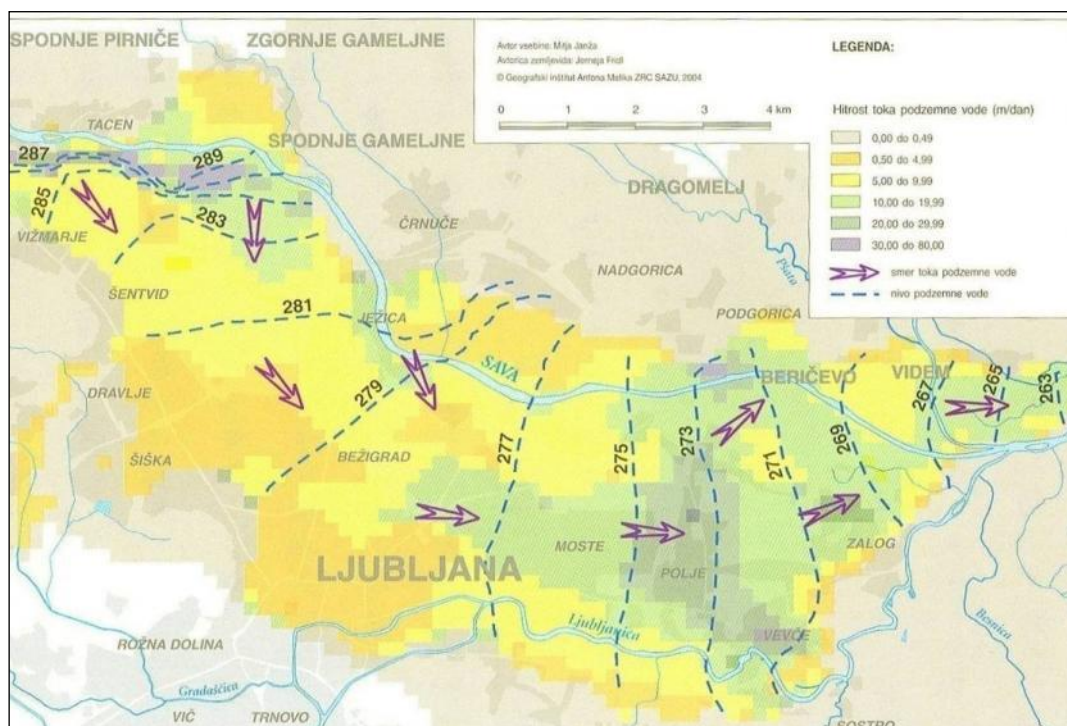 SPODNJE PIRNIČE
ZGORNJE GAMELJNE
Avtor vsebine: Mitja Janža
Avtorica zemljevida: Jerneja Fridl
© Geografski inštitut Antona Melika ZRC SAZU, 2004
0 1 2 3 4 km
LEGENDA:
Hitrost toka podzemne vode (m/dan)
0,00 do 0,49
0,50 do 4,99
5,00 do 9,99
10,00 do 19,99
20,00 do 29,99
30,00 do 80,00
smer toka podzemne vode
nivo podzemne vode
TACEN
SPODNJE GAMELJNE
287
289
285
283
VIŽMARJE
DRAGOMELJ
ČRNUČE
NADGORICA
Pšata
ŠENTVID
281
JEŽICA
PODGORICA
SAVA
BERIČEVO
VIDEM
267
265
263
DRAVLJE
279
277
275
273
271
269
ŠIŠKA
BEŽIGRAD
LJUBLJANA
MOSTE
POLJE
ZALOG
Ljubljanica
VEVČE
Besnica
ROŽNA DOLINA
Gradaščica
VIČ
TRNOVO
SOSTRO